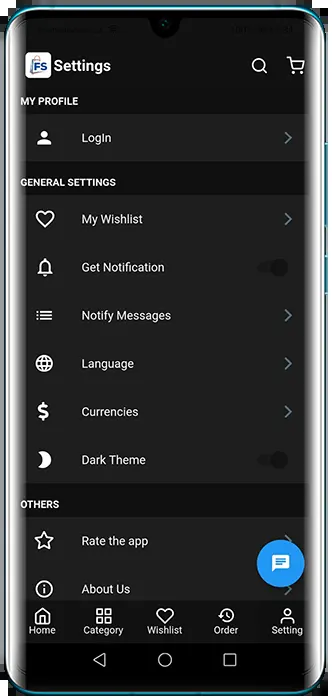 FS
Settings
MY PROFILE
LogIn
GENERAL SETTINGS
My Wishlist
Get Notification
Notify Messages
Language
$
Currencies
Dark Theme
OTHERS
Rate the app
About Us
Home
Category
Wishlist
Order
Setting